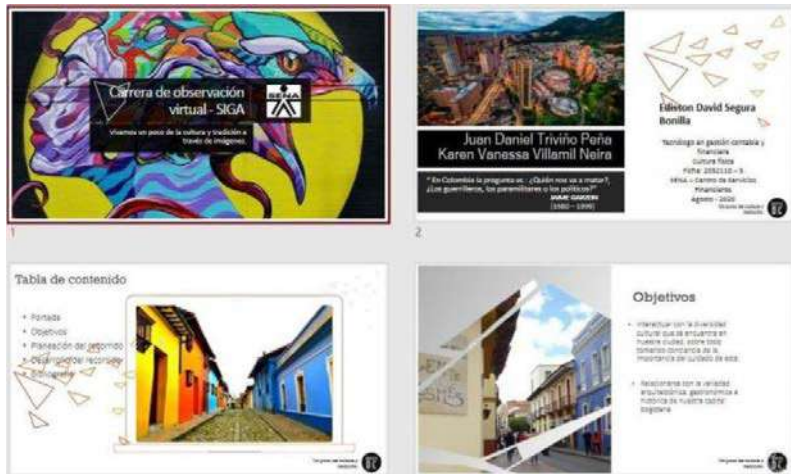 Carrera de observación
virtual - SIGA
SENA
Vivamos un poco de la cultura y tradición a
través de imágenes.
1
Juan Daniel Triviño Peña
Karen Vanessa Villamil Neira
“ En Colombia la pregunta es : ¿Quién nos va a matar?,
¿Los guerrilleros, los paramilitares o los políticos?”
JAIME GARZÓN
(1960 – 1999)
Ediston David Segura
Bonilla
Tecnólogo en gestión contable y
financiera
Cultura física
SENA – Centro de Servicios
Financieros
Agosto - 2020
2
Tabla de contenido
• Portada
• Objetivos
• Planeación del recorrido
• Desarrollo del recorrido
• Bibliografía
Objetivos
• Interactuar con la diversidad
cultural que se encuentra en
nuestra ciudad, sobre todo
tomando conciencia de la
importancia del cuidado de esta.
• Relacionarse con la variedad
arquitectónica, gastronómica e
histórica de nuestra capital
bogotana